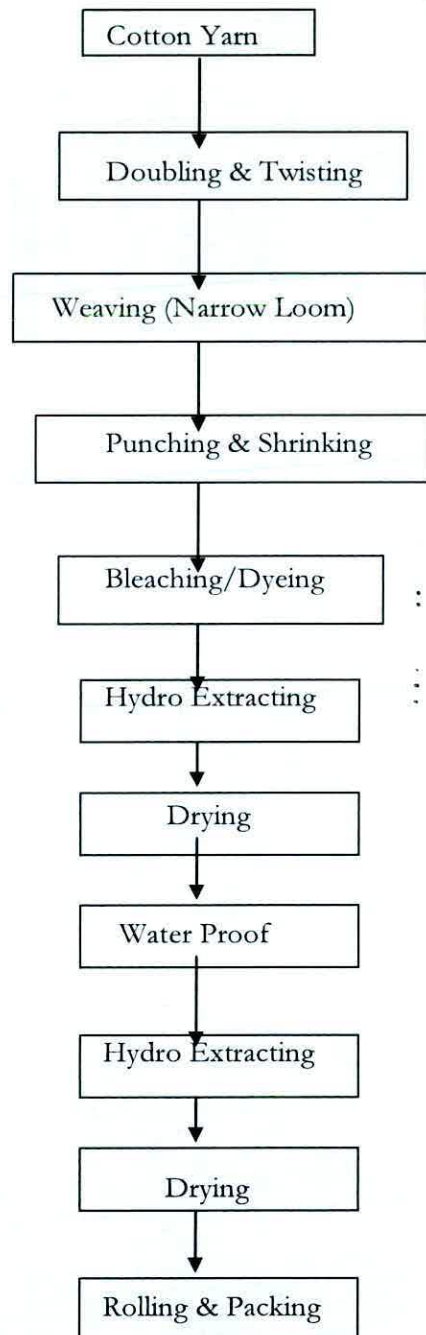 Cotton Yarn
Doubling & Twisting
Weaving (Narrow Loom)
Punching & Shrinking
Bleaching/Dyeing
Hydro Extracting
Drying
Water Proof
Hydro Extracting
Drying
Rolling & Packing